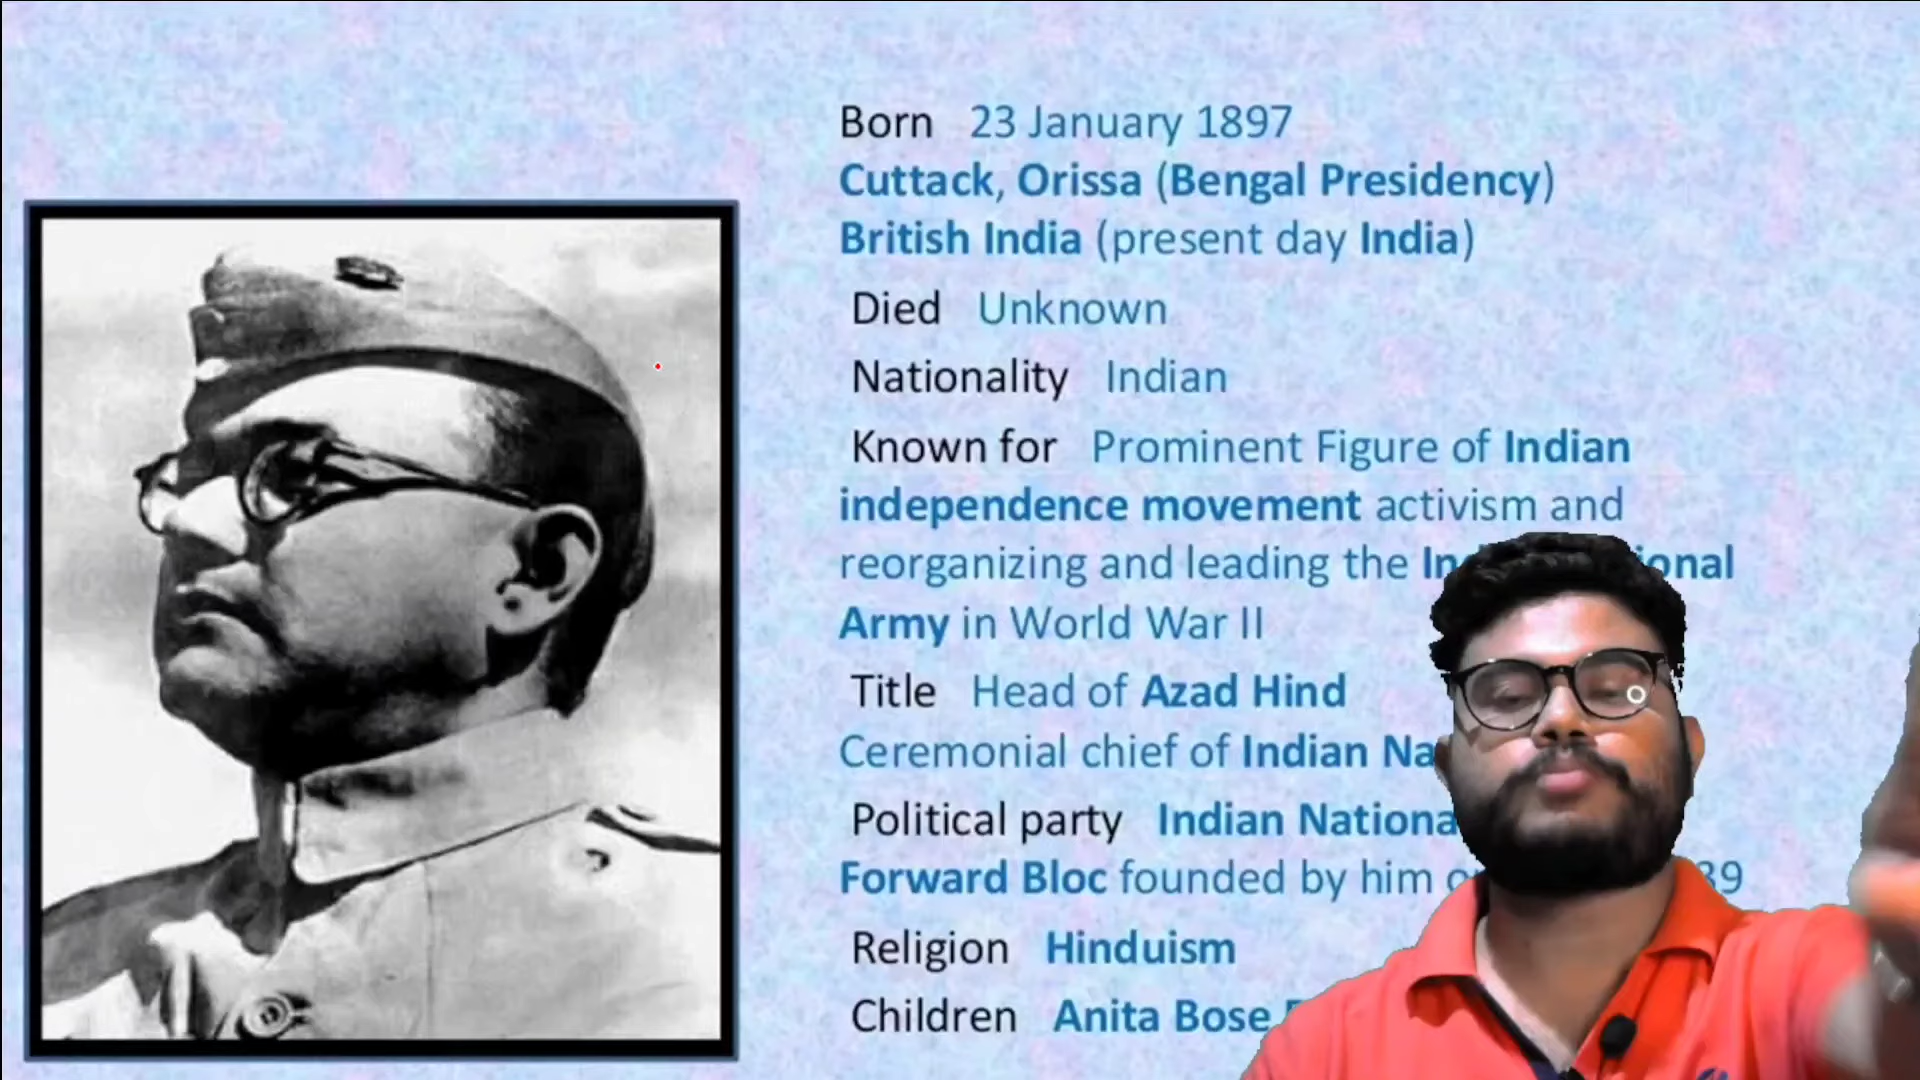 Born 23 January 1897
Cuttack, Orissa (Bengal Presidency)
British India (present day India)
Died Unknown
Nationality Indian
Known for Prominent Figure of Indian
independence movement activism and
reorganizing and leading the
Army in World War II
Title Head of Azad Hind
Ceremonial chief of Indian
Political party Indian
Forward Bloc founded by him
Religion Hinduism
Children Anita Bose